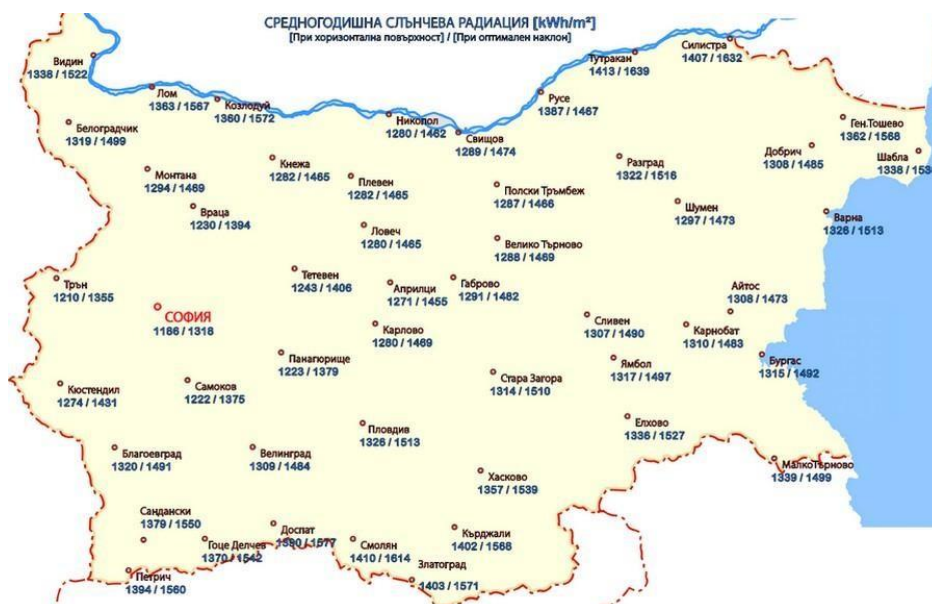 СРЕДНОГОДИШНА СЛЪНЧЕВА РАДИАЦИЯ [kWh/m²]
[При хоризонтална повърхност] / [При оптимален наклон]
Видин
1338 / 1522
Лом
1363 / 1567
Козлодуй
1360 / 1572
Белоградчик
1319 / 1499
Никопол
1280 / 1462
Свищов
1289 / 1474
Русе
1387 / 1467
Тутракан
1413 / 1639
Силистра
1407 / 1632
Ген.Тошево
1362 / 1568
Добрич
1308 / 1485
Шабла
1338 /
Монтана
1294 / 1469
Кнежа
1282 / 1465
Плевен
1282 / 1465
Полски Тръмбеж
1287 / 1466
Разград
1322 / 1516
Шумен
1297 / 1473
Варна
1326 / 1513
Враца
1230 / 1394
Ловеч
1280 / 1465
Велико Търново
1288 / 1469
Трън
1210 / 1355
Тетевен
1243 / 1406
Априлци
1271 / 1455
Габрово
1291 / 1482
Айтос
1308 / 1473
СОФИЯ
1186 / 1318
Карлово
1280 / 1469
Сливен
1307 / 1490
Карнобат
1310 / 1483
Панагюрище
1223 / 1379
Ямбол
1317 / 1497
Бургас
1315 / 1492
Кюстендил
1274 / 1431
Самоков
1222 / 1375
Стара Загора
1314 / 1510
Пловдив
1326 / 1513
Елхово
1336 / 1527
Благоевград
1320 / 1491
Велинград
1309 / 1484
Хасково
1357 / 1539
МалкоТърново
1339 / 1499
Сандански
1379 / 1550
Гоце Делчев
1370 / 1542
Доспат
1390 / 1577
Смолян
1410 / 1614
Кърджали
1402 / 1568
Златоград
1403 / 1571
Петрич
1394 / 1560